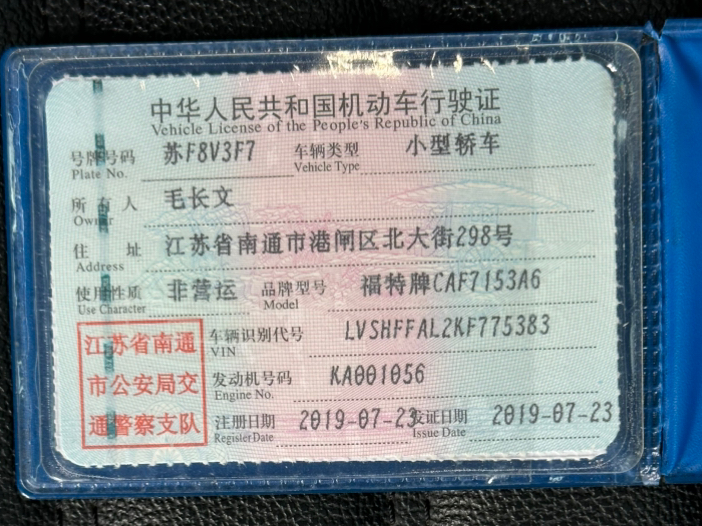 中华人民共和国机动车行驶证
Vehicle License of the People's Republic of China
号牌号码 苏F8V3F7 车辆类型 小型轿车
Plate No. Vehicle Type
所有人 毛长文
Owner
住址 江苏省南通市港闸区北大街298号
Address
使用性质 非营运 品牌型号 福特牌CAF7153A6
Use Character Model
江苏省南通
市公安局交
通警察支队
车辆识别代号 LVSHFFAL2KF775383
VIN
发动机号码 KA001056
Engine No.
注册日期 2019-07-23 发证日期 2019-07-23
Register Date Issue Date